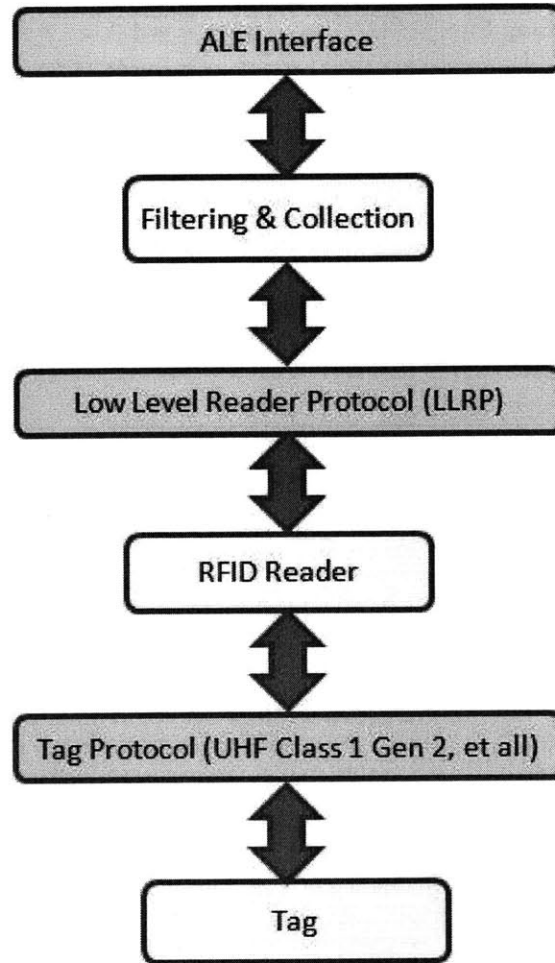 ALE Interface
Filtering & Collection
Low Level Reader Protocol (LLRP)
RFID Reader
Tag Protocol (UHF Class 1 Gen 2, et all)
Tag